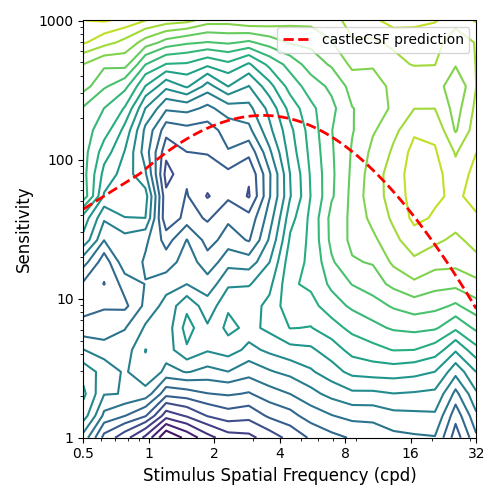 1000
castleCSF prediction
100
Sensitivity
10
1
0.5 1 2 4 8 16 32
Stimulus Spatial Frequency (cpd)